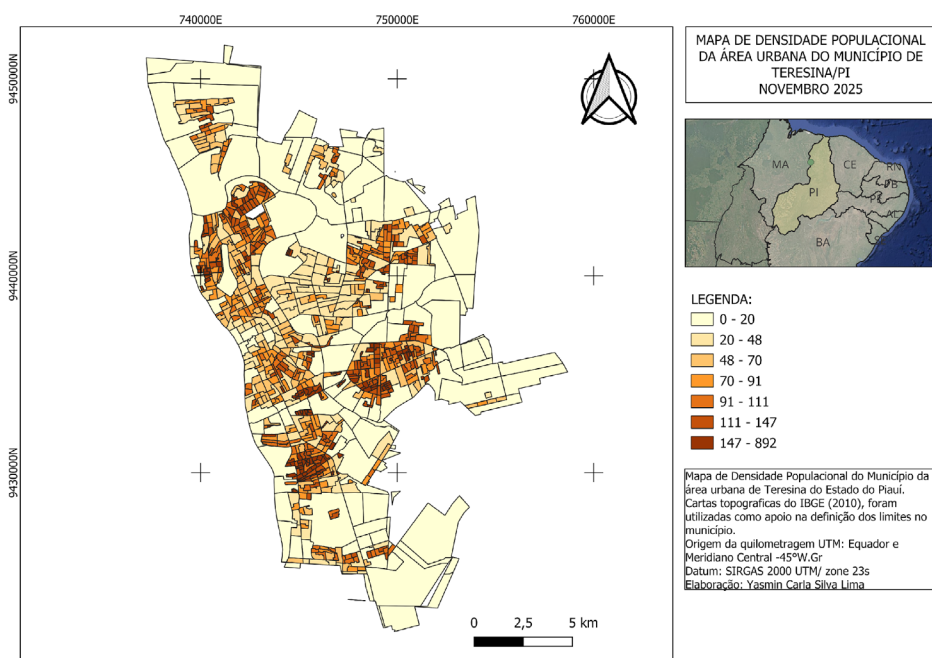 740000E
750000E
760000E
9450000N
9440000N
9430000N
0
2,5
5 km
MAPA DE DENSIDADE POPULACIONAL
DA ÁREA URBANA DO MUNICÍPIO DE
TERESINA/PI
NOVEMBRO 2025
MA
CE
RN
PB
PI
AL
BA
LEGENDA:
0 - 20
20 - 48
48 - 70
70 - 91
91 - 111
111 - 147
147 - 892
Mapa de Densidade Populacional do Município da
área urbana de Teresina do Estado do Piauí.
Cartas topograficas do IBGE (2010), foram
utilizadas como apoio na definição dos limites no
município.
Origem da quilometragem UTM: Equador e
Meridiano Central -45ºW.Gr
Datum: SIRGAS 2000 UTM/ zone 23s
Elaboração: Yasmin Carla Silva Lima